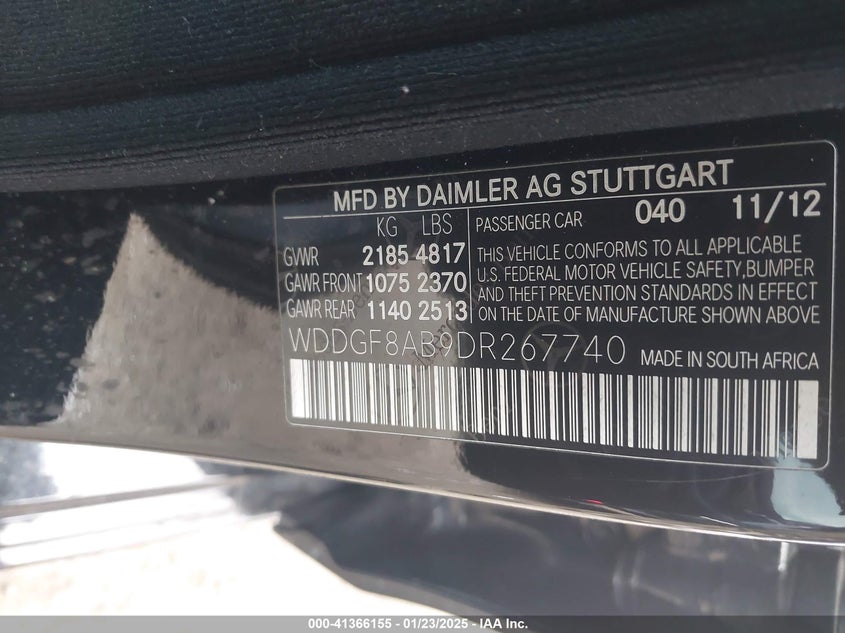 MFD BY DAIMLER AG STUTTGART
KG LBS PASSENGER CAR 040 11/12
GVWR 2185 4817
GAWR FRONT 1075 2370
GAWR REAR 1140 2513
THIS VEHICLE CONFORMS TO ALL APPLICABLE
U.S. FEDERAL MOTOR VEHICLE SAFETY, BUMPER
AND THEFT PREVENTION STANDARDS IN EFFECT
ON THE DATE OF MANUFACTURE SHOWN ABOVE
WDDGF8AB9DR267740 MADE IN SOUTH AFRICA
000-41366155 — 01/23/2025 — IAA Inc.